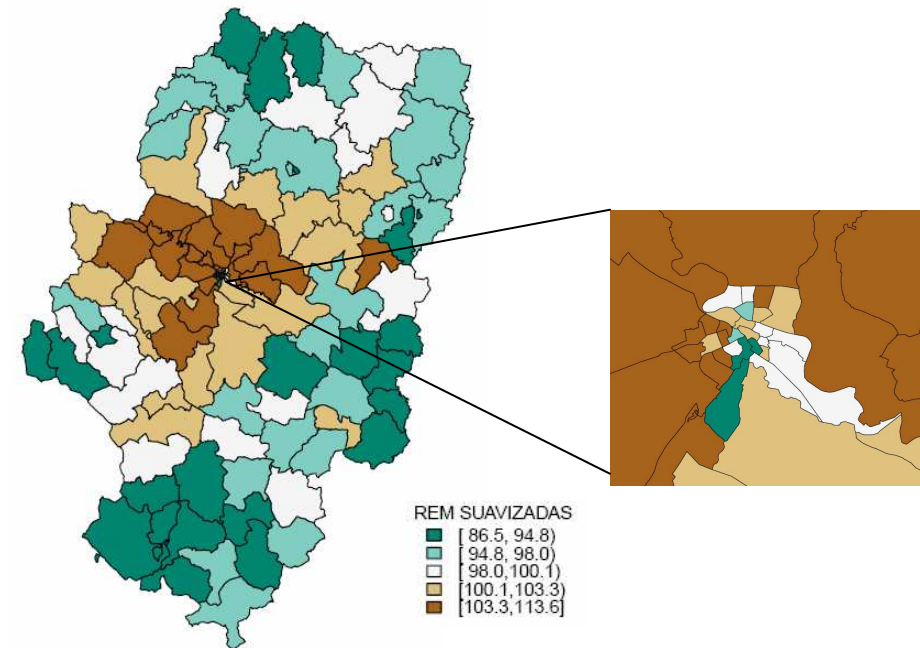 REM SUAVIZADAS
[ 86.5, 94.8)
[ 94.8, 98.0)
[ 98.0,100.1)
[100.1,103.3)
[103.3,113.6]